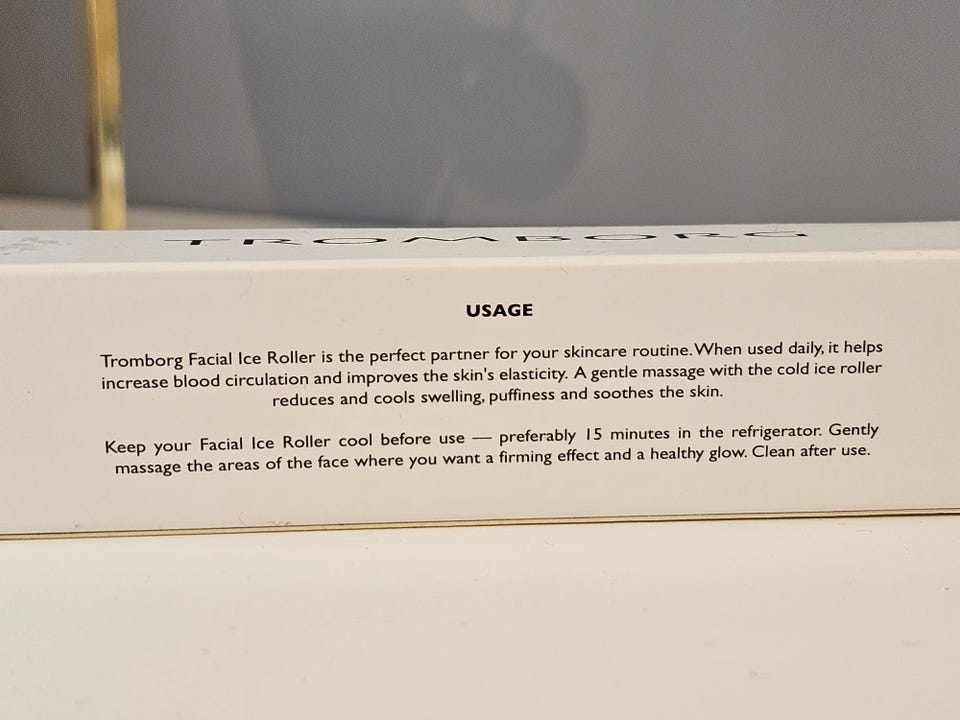 TROMBORG
USAGE
Tromborg Facial Ice Roller is the perfect partner for your skincare routine. When used daily, it helps
increase blood circulation and improves the skin's elasticity. A gentle massage with the cold ice roller
reduces and cools swelling, puffiness and soothes the skin.
Keep your Facial Ice Roller cool before use — preferably 15 minutes in the refrigerator. Gently
massage the areas of the face where you want a firming effect and a healthy glow. Clean after use.